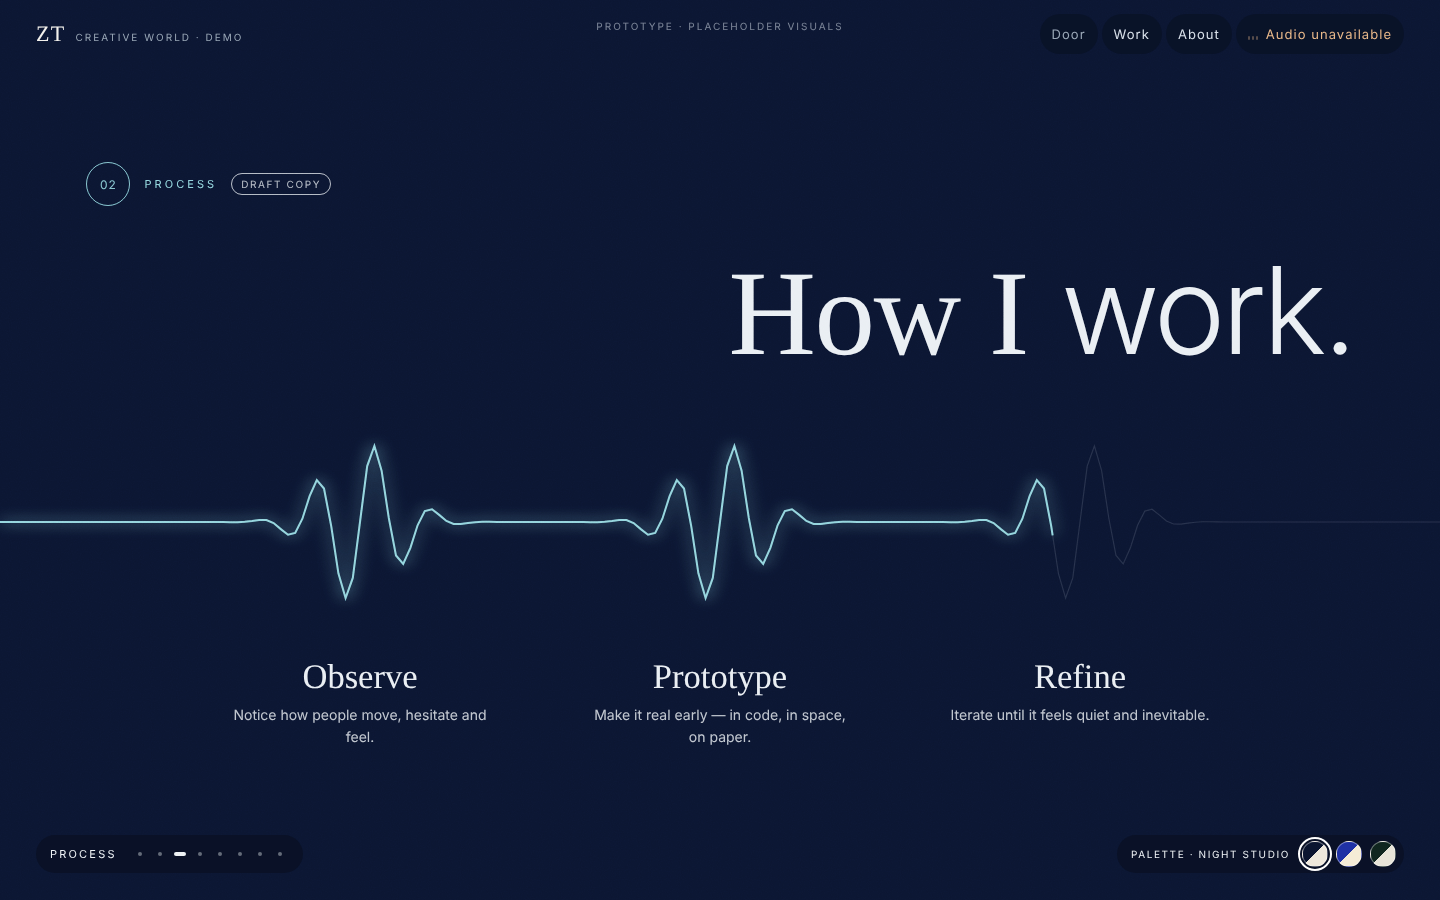 ZT CREATIVE WORLD · DEMO
PROTOTYPE · PLACEHOLDER VISUALS
Door Work About Audio unavailable
02 PROCESS DRAFT COPY
How I work.
Observe
Notice how people move, hesitate and
feel.
Prototype
Make it real early — in code, in space,
on paper.
Refine
Iterate until it feels quiet and inevitable.
PROCESS
PALETTE · NIGHT STUDIO